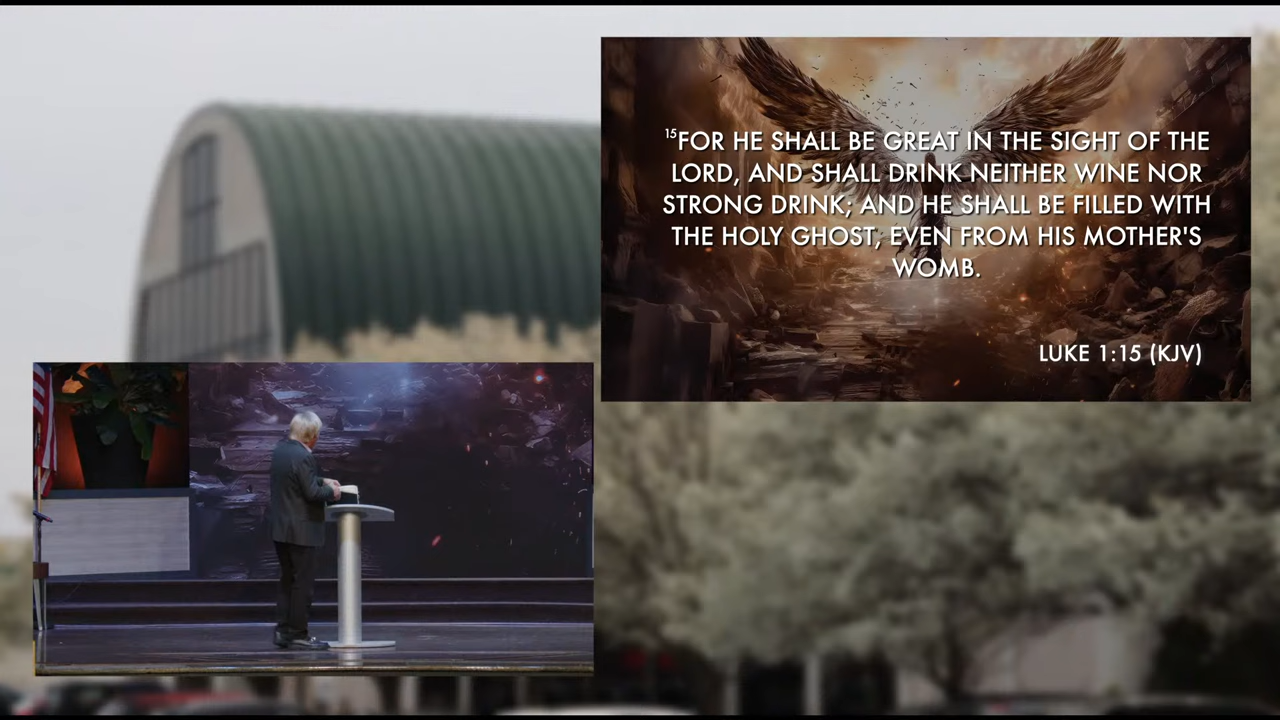 ¹⁵FOR HE SHALL BE GREAT IN THE SIGHT OF THE
LORD, AND SHALL DRINK NEITHER WINE NOR
STRONG DRINK; AND HE SHALL BE FILLED WITH
THE HOLY GHOST, EVEN FROM HIS MOTHER'S
WOMB.
LUKE 1:15 (KJV)